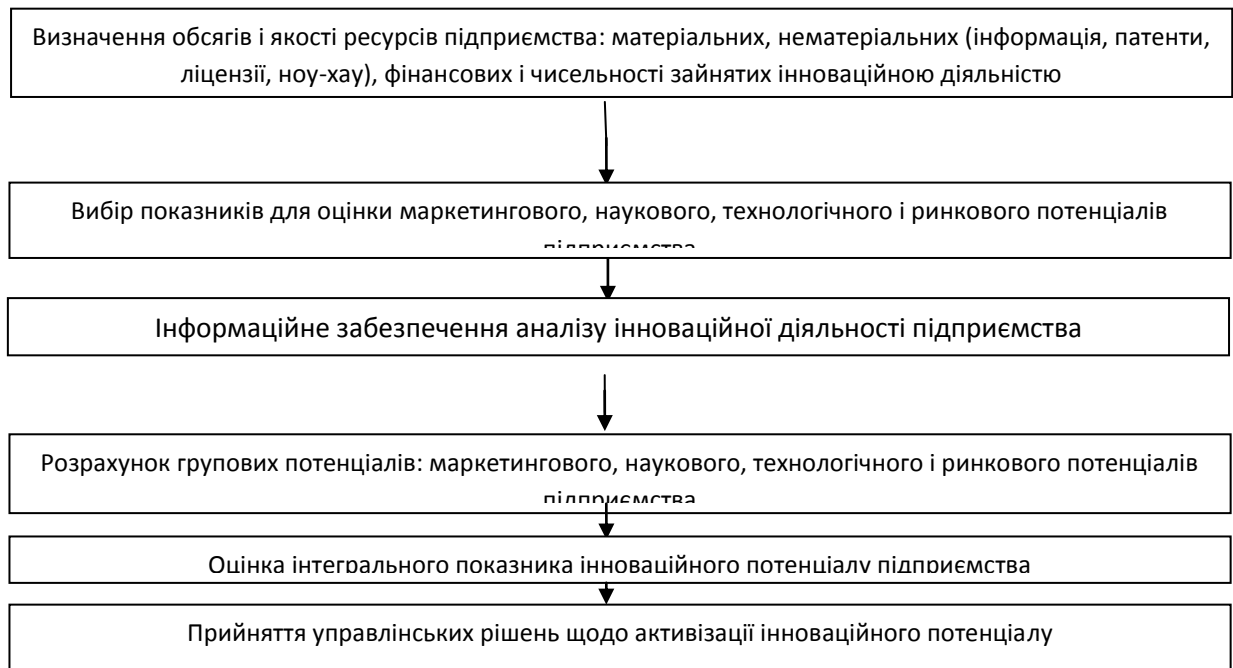 Визначення обсягів і якості ресурсів підприємства: матеріальних, нематеріальних (інформація, патенти,
ліцензії, ноу-хау), фінансових і чисельності зайнятих інноваційною діяльністю
Вибір показників для оцінки маркетингового, наукового, технологічного і ринкового потенціалів
підприємства
Інформаційне забезпечення аналізу інноваційної діяльності підприємства
Розрахунок групових потенціалів: маркетингового, наукового, технологічного і ринкового потенціалів
підприємства
Оцінка інтегрального показника інноваційного потенціалу підприємства
Прийняття управлінських рішень щодо активізації інноваційного потенціалу